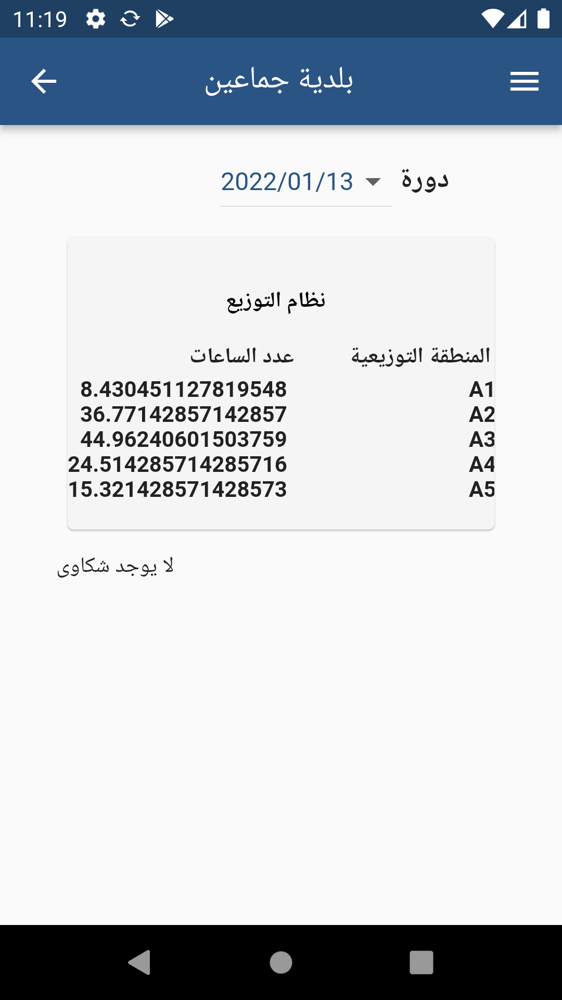 11:19
بلدية جماعين
دورة 2022/01/13
نظام التوزيع
المنطقة التوزيعية عدد الساعات
A1 8.430451127819548
A2 36.77142857142857
A3 44.96240601503759
A4 24.514285714285716
A5 15.321428571428573
لا يوجد شكاوى